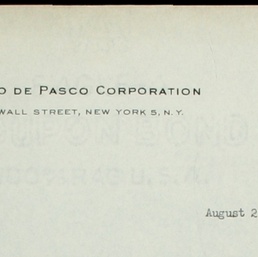 O DE PASCO CORPORATION
WALL STREET, NEW YORK 5, N.Y.
August 2